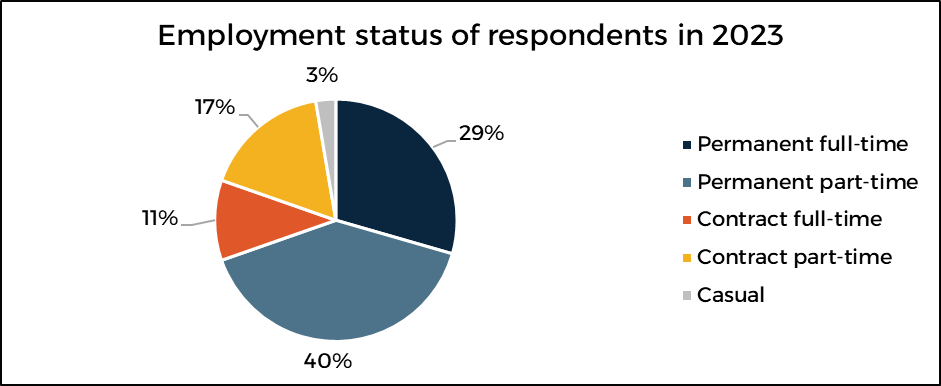 Employment status of respondents in 2023
3%
17%
29%
11%
40%
Permanent full-time
Permanent part-time
Contract full-time
Contract part-time
Casual